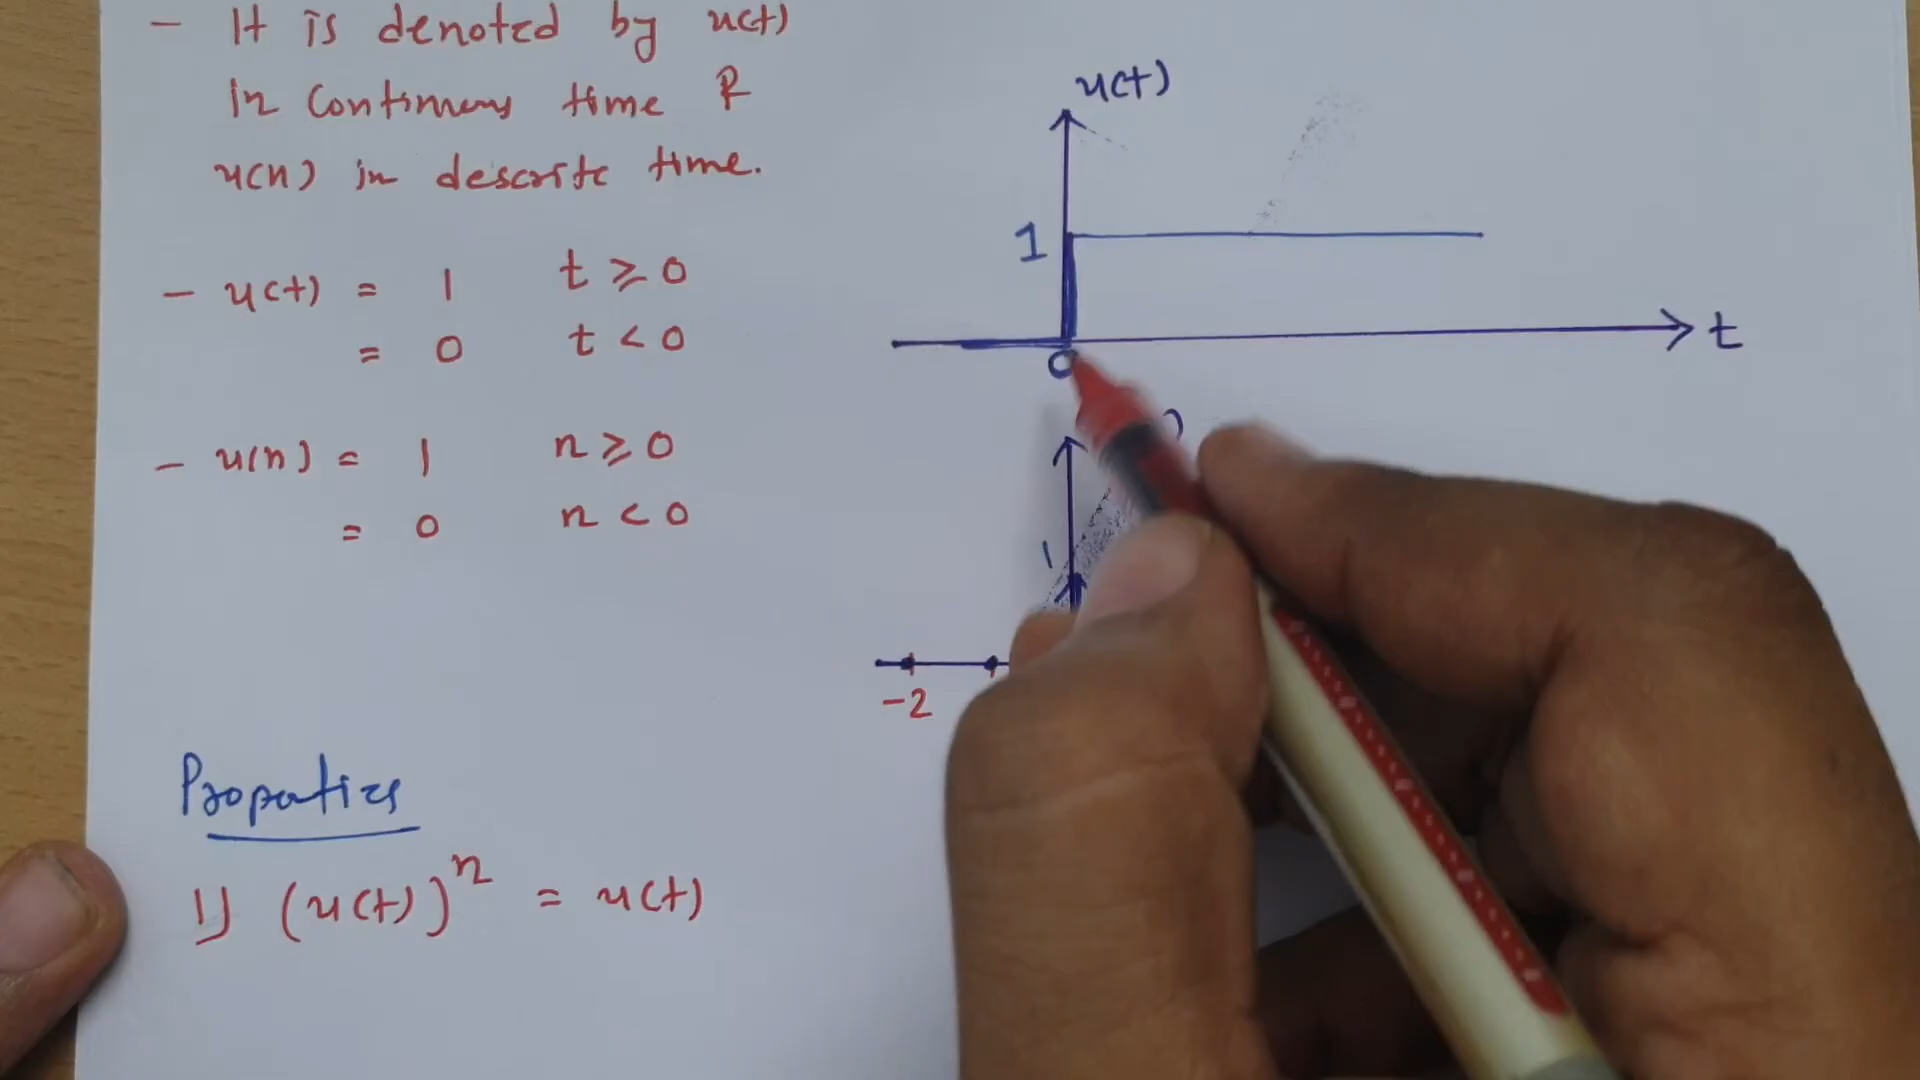 - It is denoted by u(t)
in continuous time &
u(n) in descrite time.
- u(t) = 1 t ≥ 0
= 0 t < 0
- u(n) = 1 n ≥ 0
= 0 n < 0
Properties
1) (u(t))^n = u(t)
u(t)
1
0
t
1
-2